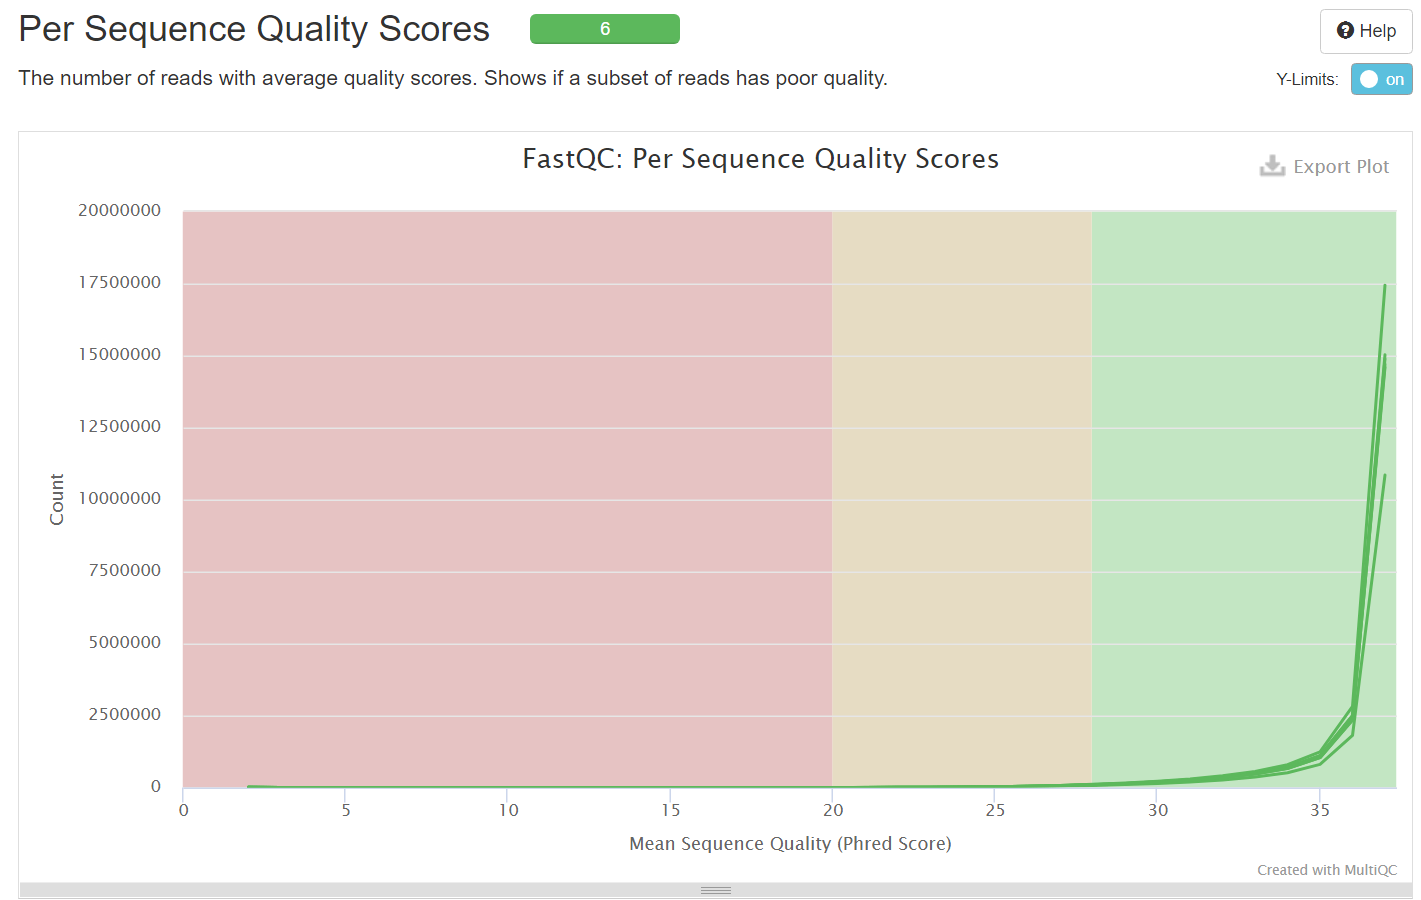 Per Sequence Quality Scores
6
Help
The number of reads with average quality scores. Shows if a subset of reads has poor quality.
Y-Limits:
on
FastQC: Per Sequence Quality Scores
Export Plot
20000000
17500000
15000000
12500000
10000000
7500000
5000000
2500000
0
Count
0 5 10 15 20 25 30 35
Mean Sequence Quality (Phred Score)
Created with MultiQC